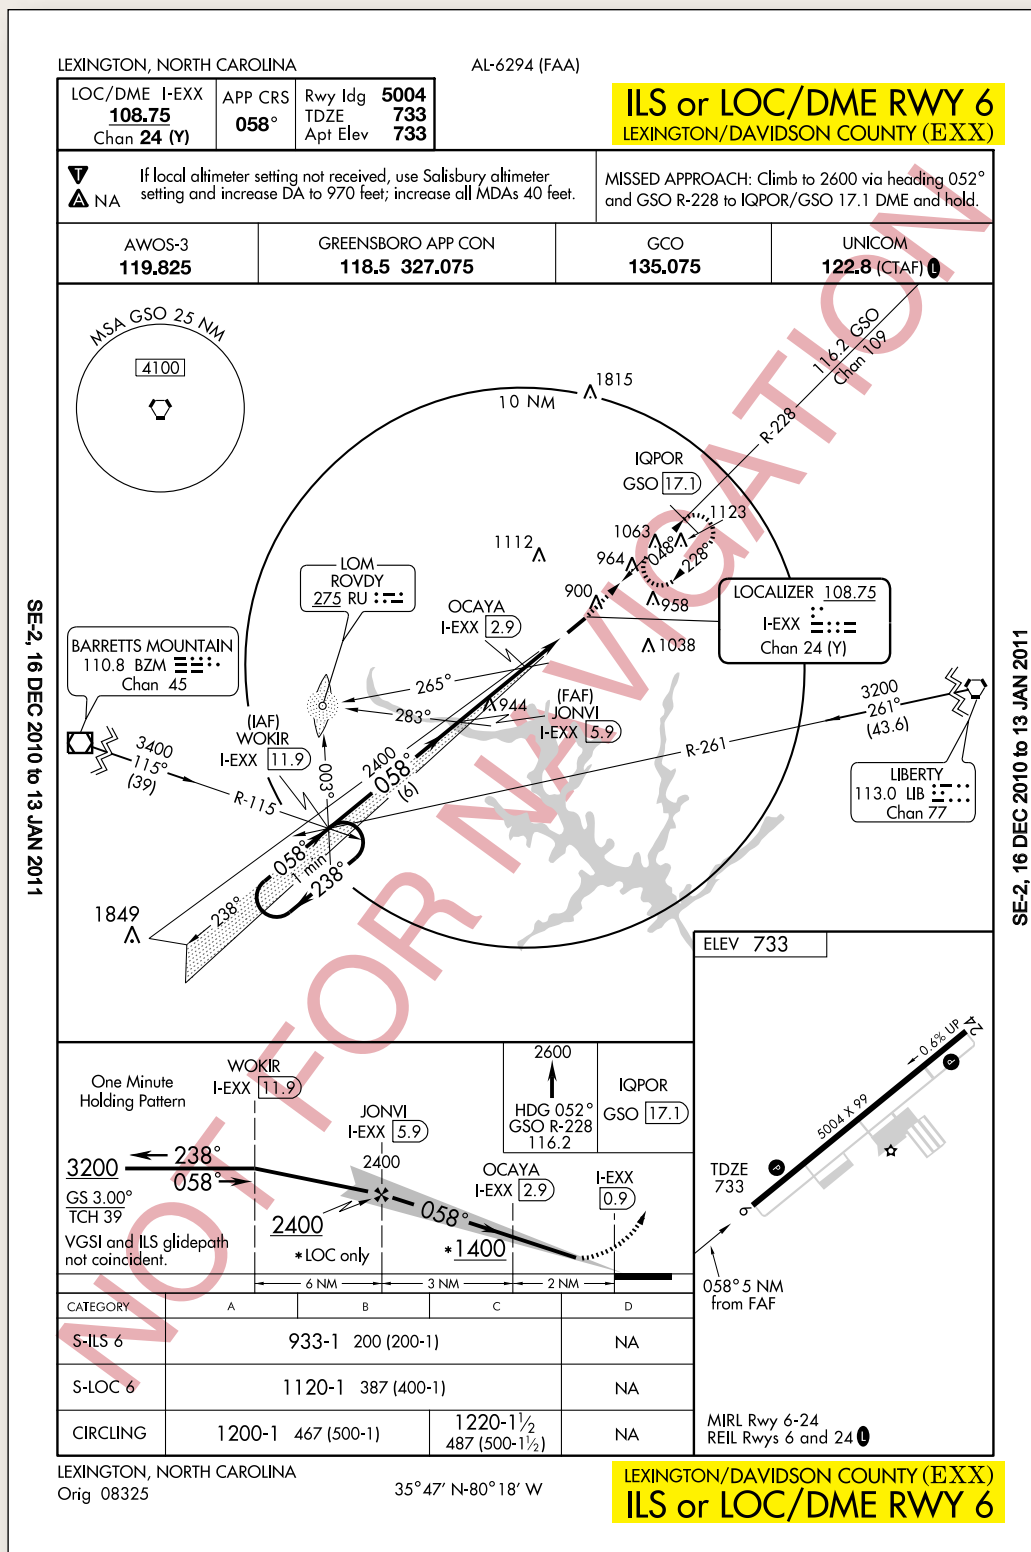 LEXINGTON, NORTH CAROLINA
AL-6294 (FAA)
LOC/DME I-EXX
108.75
Chan 24 (Y)
APP CRS
058°
Rwy ldg 5004
TDZE 733
Apt Elev 733
ILS or LOC/DME RWY 6
LEXINGTON/DAVIDSON COUNTY (EXX)
T
A NA
If local altimeter setting not received, use Salisbury altimeter
setting and increase DA to 970 feet; increase all MDAs 40 feet.
MISSED APPROACH: Climb to 2600 via heading 052°
and GSO R-228 to IQPOR/GSO 17.1 DME and hold.
AWOS-3
119.825
GREENSBORO APP CON
118.5 327.075
GCO
135.075
UNICOM
122.8 (CTAF) L
NOT FOR NAVIGATION
MSA GSO 25 NM
4100
1815
10 NM
116.2 GSO
Chan 109
R-228
IQPOR
GSO 17.1
1123
1063
1112
964
048°
228°
900
958
1038
LOM
ROVDY
275 RU
OCAYA
I-EXX 2.9
LOCALIZER 108.75
I-EXX
Chan 24 (Y)
BARRETTS MOUNTAIN
110.8 BZM
Chan 45
265°
283°
944
(FAF)
JONVI
I-EXX 5.9
3200
261°
(43.6)
R-261
(IAF)
WOKIR
I-EXX 11.9
3400
115°
(39)
R-115
003°
2400
058°
(6)
LIBERTY
113.0 LIB
Chan 77
058°
1 min
238°
238°
1849
SE-2, 16 DEC 2010 to 13 JAN 2011
SE-2, 16 DEC 2010 to 13 JAN 2011
ELEV 733
24
0.6% UP
P
5004 X 99
P
TDZE
733
6
058° 5 NM
from FAF
MIRL Rwy 6-24
REIL Rwys 6 and 24 L
One Minute
Holding Pattern
WOKIR
I-EXX 11.9
JONVI
I-EXX 5.9
2400
2600
HDG 052°
GSO R-228
116.2
IQPOR
GSO 17.1
OCAYA
I-EXX 2.9
I-EXX
0.9
3200
238°
058°
GS 3.00°
TCH 39
VGSI and ILS glidepath
not coincident.
2400
*LOC only
058°
*1400
6 NM
3 NM
2 NM
CATEGORY A B C D
S-ILS 6 933-1 200 (200-1) NA
S-LOC 6 1120-1 387 (400-1) NA
CIRCLING 1200-1 467 (500-1) 1220-1½ 487 (500-1½) NA
LEXINGTON, NORTH CAROLINA
Orig 08325
35°47' N-80°18' W
LEXINGTON/DAVIDSON COUNTY (EXX)
ILS or LOC/DME RWY 6